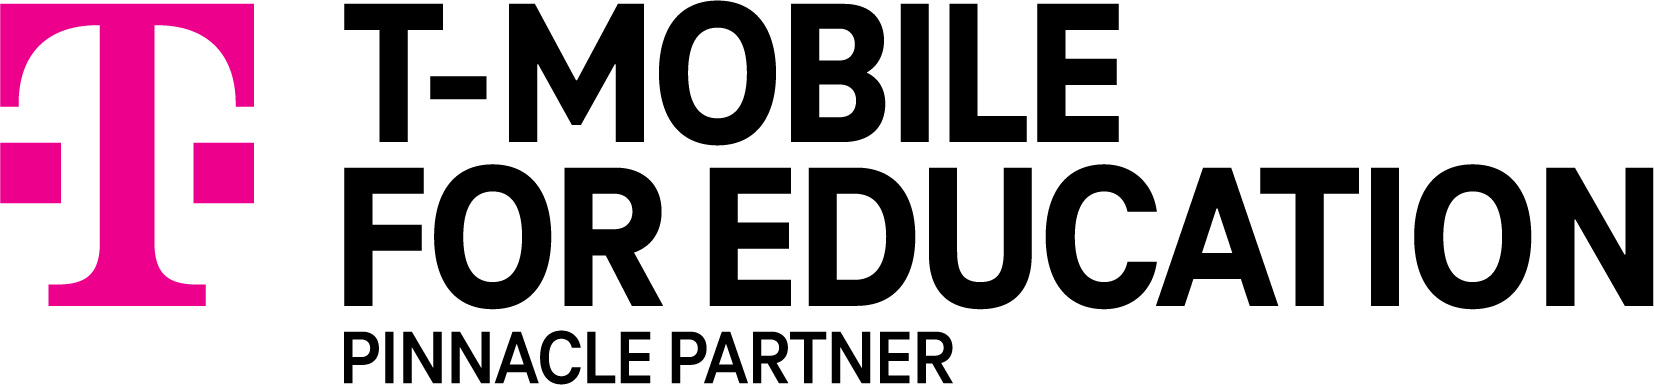 T-MOBILE
FOR EDUCATION
PINNACLE PARTNER